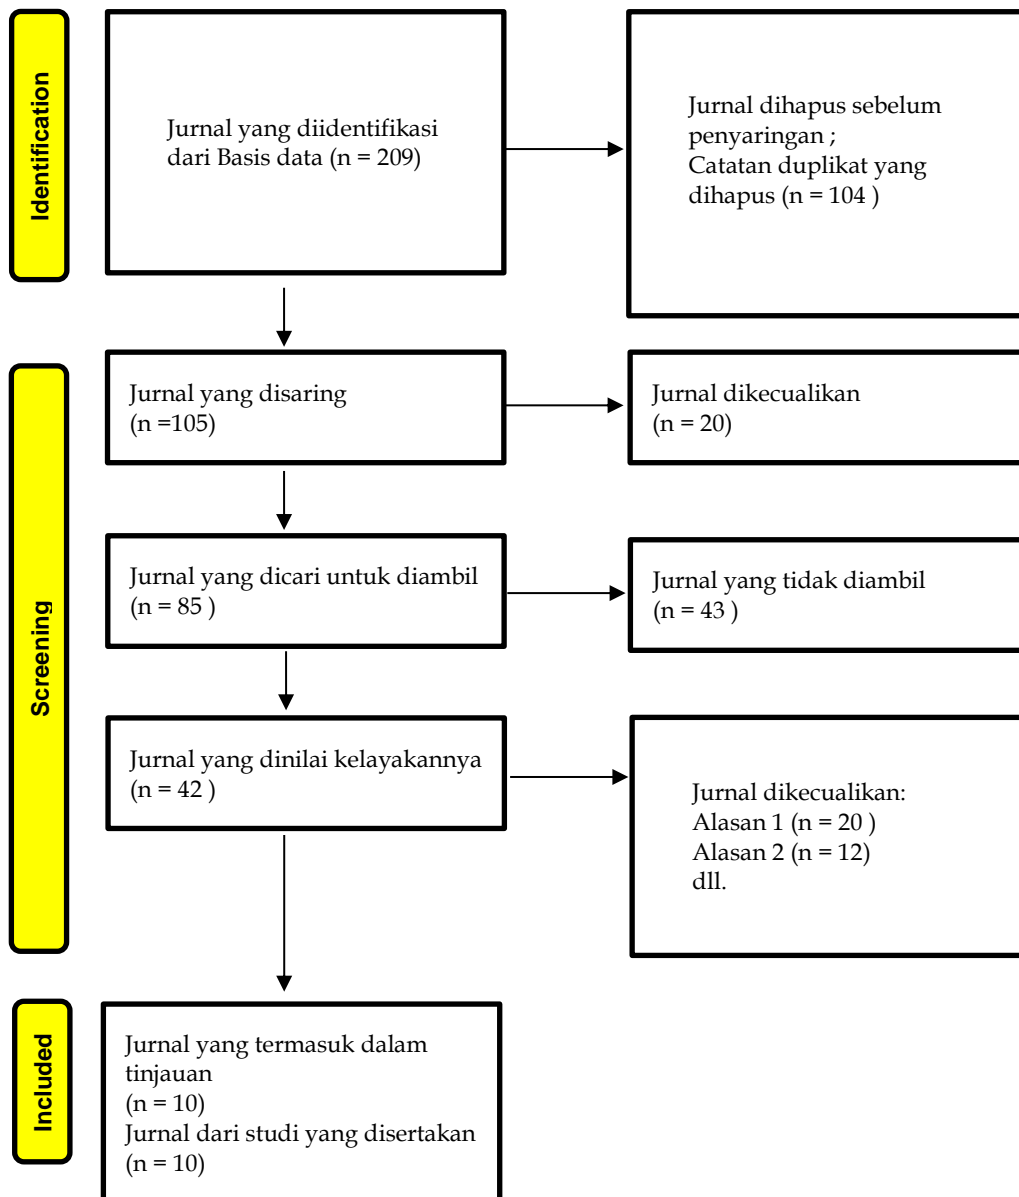 Identification
Jurnal yang diidentifikasi
dari Basis data (n = 209)
Jurnal dihapus sebelum
penyaringan ;
Catatan duplikat yang
dihapus (n = 104 )
Screening
Jurnal yang disaring
(n =105)
Jurnal dikecualikan
(n = 20)
Jurnal yang dicari untuk diambil
(n = 85 )
Jurnal yang tidak diambil
(n = 43 )
Jurnal yang dinilai kelayakannya
(n = 42 )
Jurnal dikecualikan:
Alasan 1 (n = 20 )
Alasan 2 (n = 12)
dll.
Included
Jurnal yang termasuk dalam
tinjauan
(n = 10)
Jurnal dari studi yang disertakan
(n = 10)